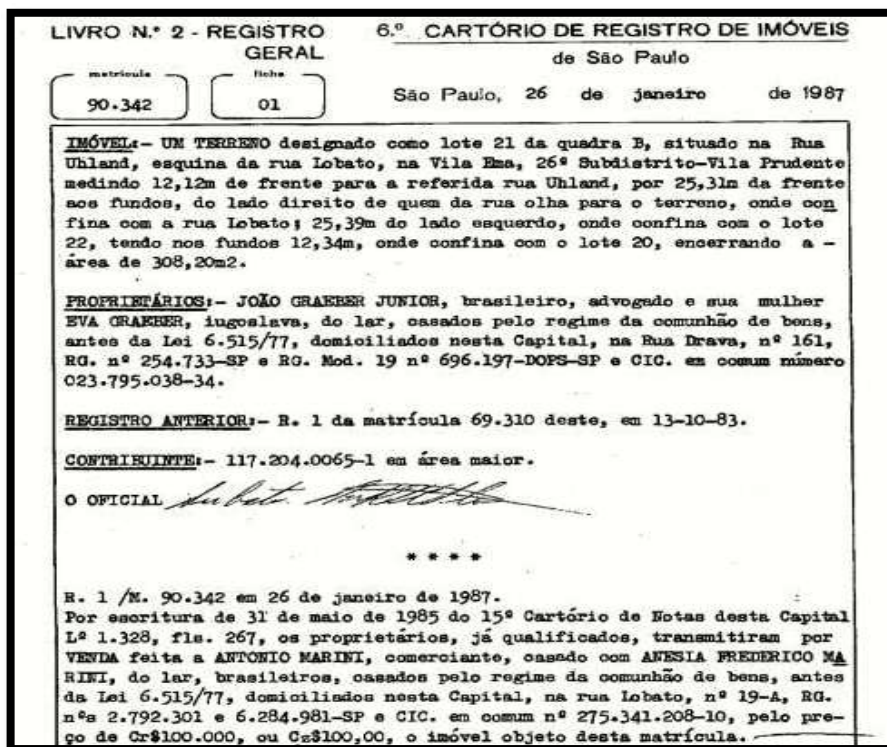 LIVRO N.º 2 - REGISTRO GERAL
6.º CARTÓRIO DE REGISTRO DE IMÓVEIS
de São Paulo
matrícula
90.342
ficha
01
São Paulo, 26 de janeiro de 1987
IMÓVEL:- UM TERRENO designado como lote 21 da quadra B, situado na Rua
Uhland, esquina da rua Lobato, na Vila Ema, 26º Subdistrito-Vila Prudente
medindo 12,12m de frente para a referida rua Uhland, por 25,31m da frente
aos fundos, do lado direito de quem da rua olha para o terreno, onde con
fina com a rua Lobato; 25,39m do lado esquerdo, onde confina com o lote
22, tendo nos fundos 12,34m, onde confina com o lote 20, encerrando a -
área de 308,20m2.
PROPRIETÁRIOS:- JOÃO GRAEBER JUNIOR, brasileiro, advogado e sua mulher
EVA GRAEBER, iugoslava, do lar, casados pelo regime da comunhão de bens,
antes da Lei 6.515/77, domiciliados nesta Capital, na Rua Drava, nº 161,
RG. nº 254.733-SP e RG. Mod. 19 nº 696.197-DOPS-SP e CIC. em comum número
023.795.038-34.
REGISTRO ANTERIOR:- R. 1 da matrícula 69.310 deste, em 13-10-83.
CONTRIBUINTE:- 117.204.0065-1 em área maior.
O OFICIAL
* * * *
R. 1 /M. 90.342 em 26 de janeiro de 1987.
Por escritura de 31 de maio de 1985 do 15º Cartório de Notas desta Capital
Lº 1.328, fls. 267, os proprietários, já qualificados, transmitiram por
VENDA feita a ANTONIO MARINI, comerciante, casado com ANESIA FREDERICO MA
RINI, do lar, brasileiros, casados pelo regime da comunhão de bens, antes
da Lei 6.515/77, domiciliados nesta Capital, na rua Lobato, nº 19-A, RG.
nºs 2.792.301 e 6.284.981-SP e CIC. em comum nº 275.341.208-10, pelo pre-
ço de Cr$100.000, ou Cz$100,00, o imóvel objeto desta matrícula.